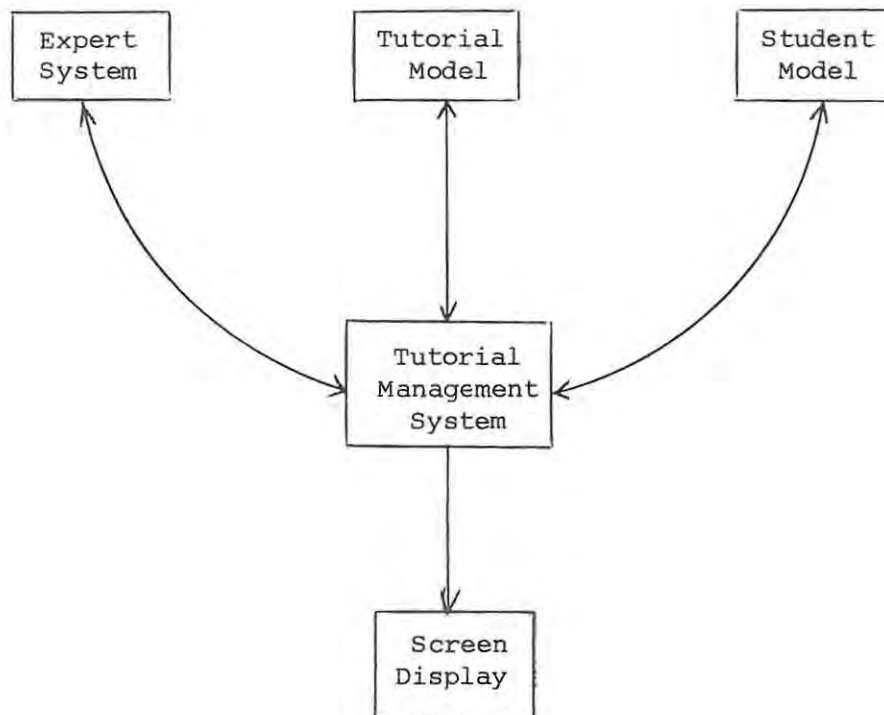 Expert
System
Tutorial
Model
Student
Model
Tutorial
Management
System
Screen
Display